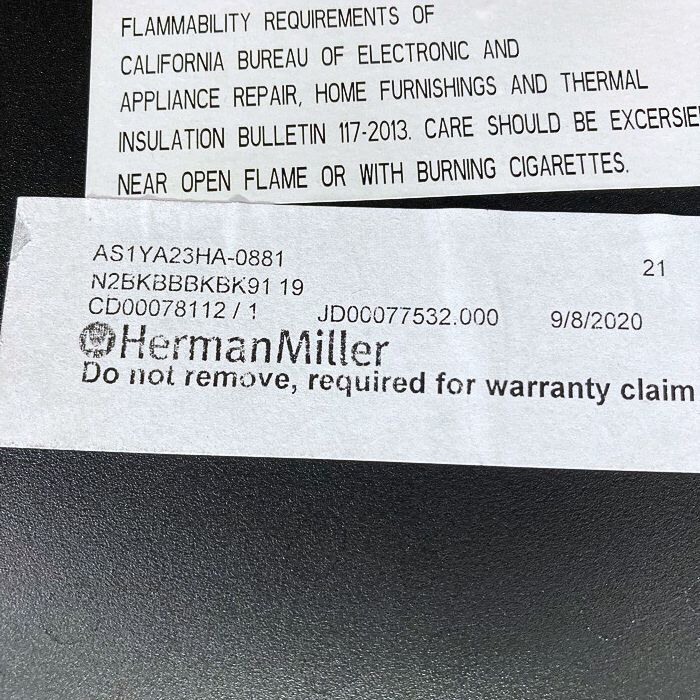 FLAMMABILITY REQUIREMENTS OF
CALIFORNIA BUREAU OF ELECTRONIC AND
APPLIANCE REPAIR, HOME FURNISHINGS AND THERMAL
INSULATION BULLETIN 117-2013. CARE SHOULD BE EXCERSIE
NEAR OPEN FLAME OR WITH BURNING CIGARETTES.
AS1YA23HA-0881 21
N2BKBBBKBK91 19
CD00078112 / 1 JD00077532.000 9/8/2020
HermanMiller
Do not remove, required for warranty claim